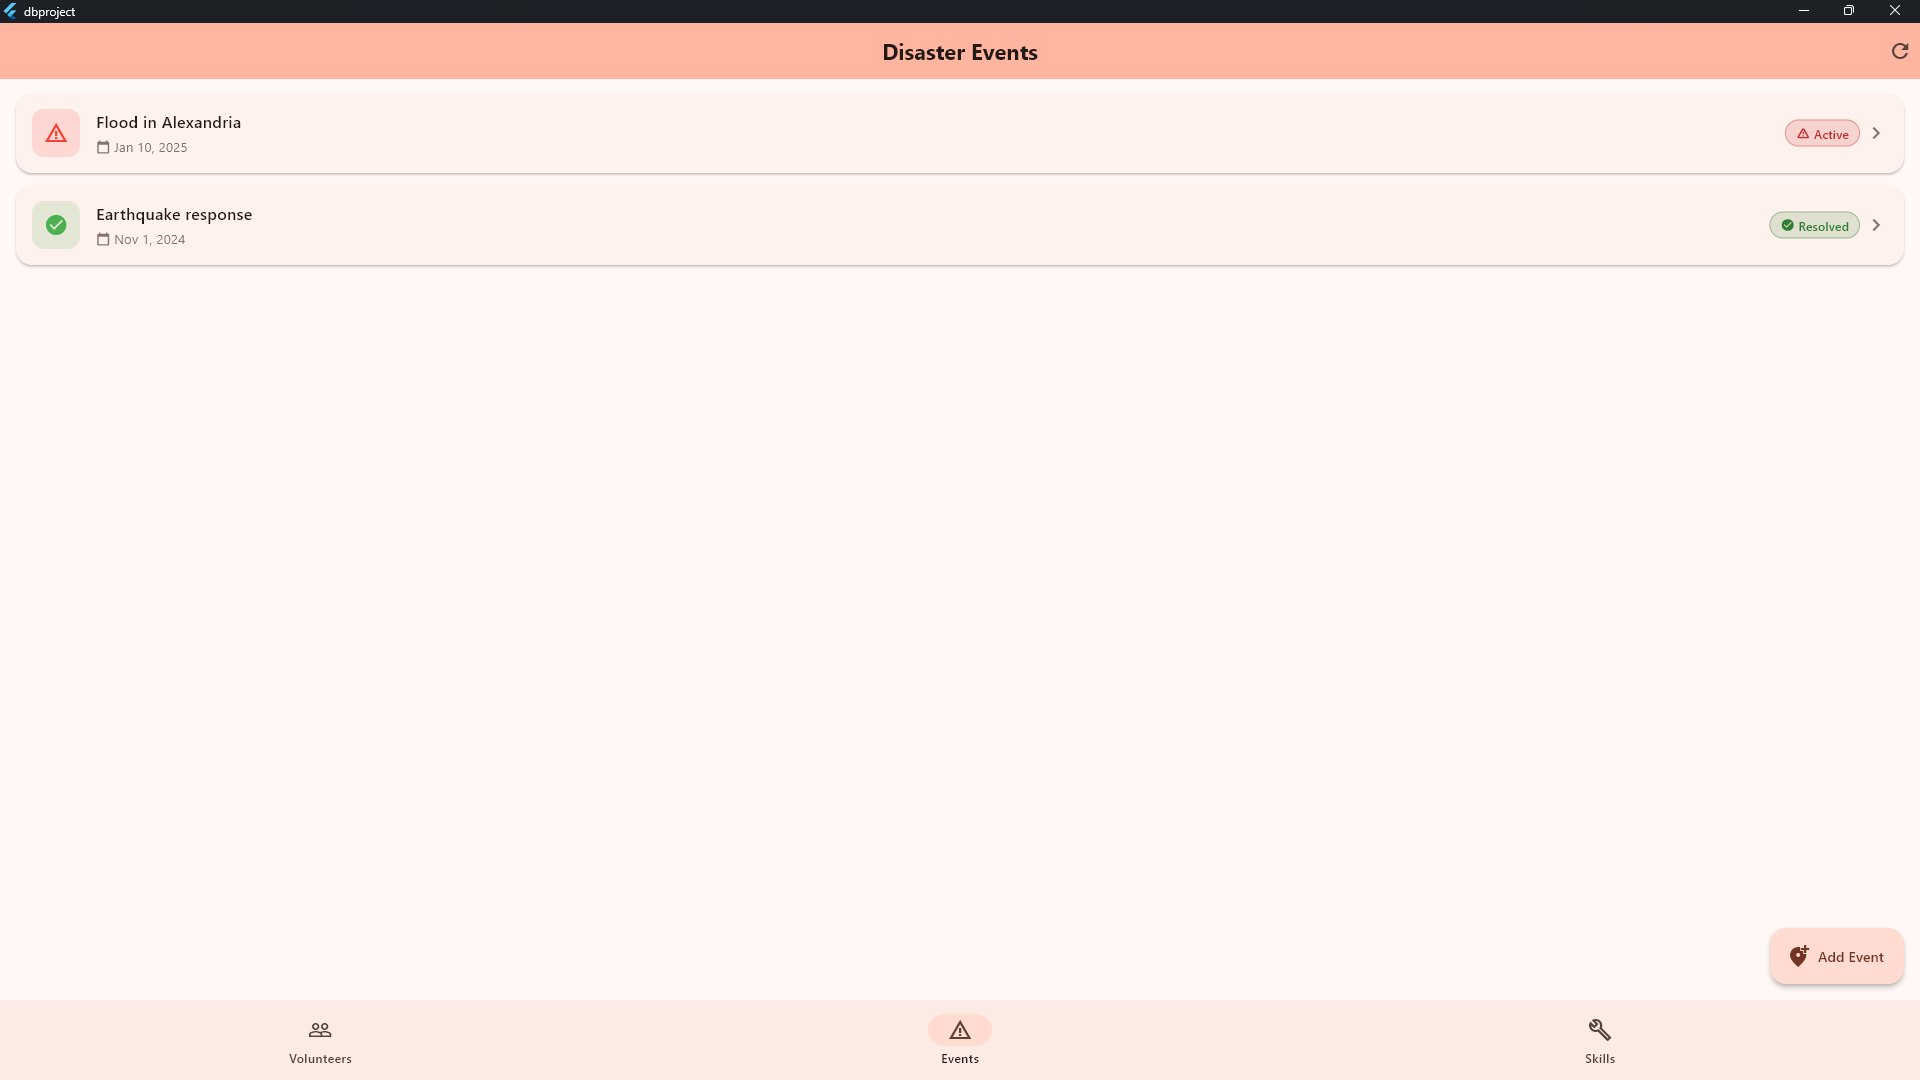 dbproject
Disaster Events
Flood in Alexandria
Jan 10, 2025
Active
Earthquake response
Nov 1, 2024
Resolved
Add Event
Volunteers
Events
Skills